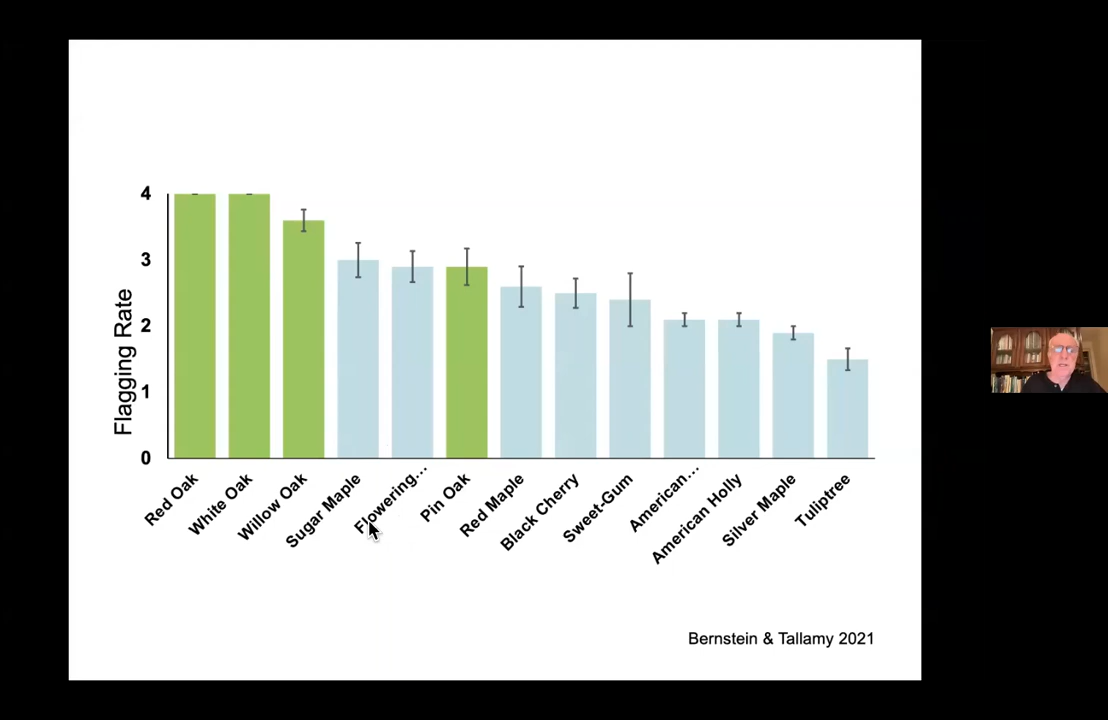 4
3
2
1
0
Flagging Rate
Red Oak
White Oak
Willow Oak
Sugar Maple
Flowering...
Pin Oak
Red Maple
Black Cherry
Sweet-Gum
American...
American Holly
Silver Maple
Tuliptree
Bernstein & Tallamy 2021